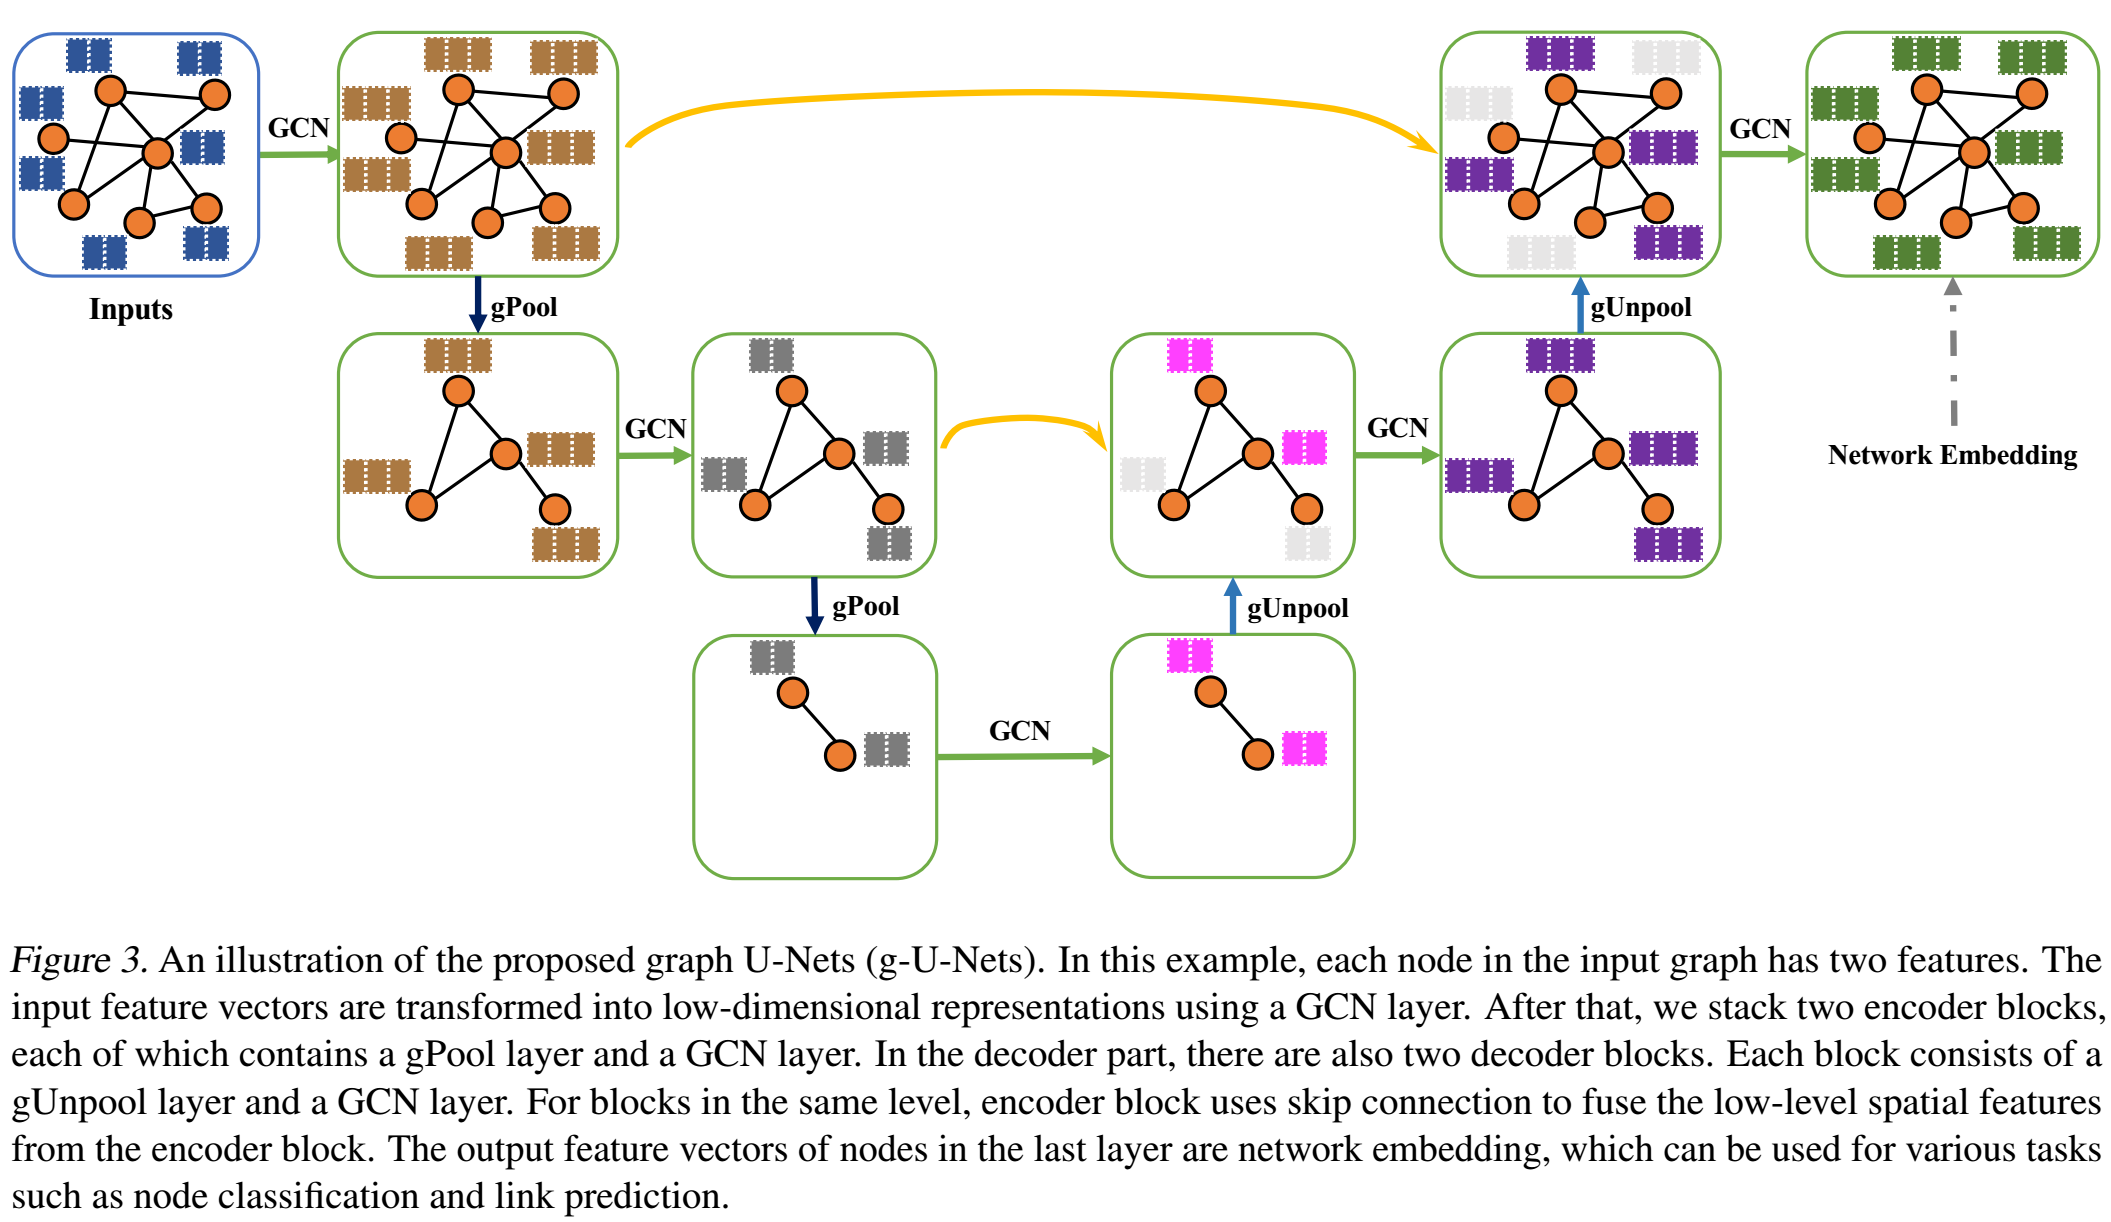 GCN
GCN
Inputs
gPool
gUnpool
GCN
GCN
Network Embedding
gPool
gUnpool
GCN
Figure 3. An illustration of the proposed graph U-Nets (g-U-Nets). In this example, each node in the input graph has two features. The
input feature vectors are transformed into low-dimensional representations using a GCN layer. After that, we stack two encoder blocks,
each of which contains a gPool layer and a GCN layer. In the decoder part, there are also two decoder blocks. Each block consists of a
gUnpool layer and a GCN layer. For blocks in the same level, encoder block uses skip connection to fuse the low-level spatial features
from the encoder block. The output feature vectors of nodes in the last layer are network embedding, which can be used for various tasks
such as node classification and link prediction.